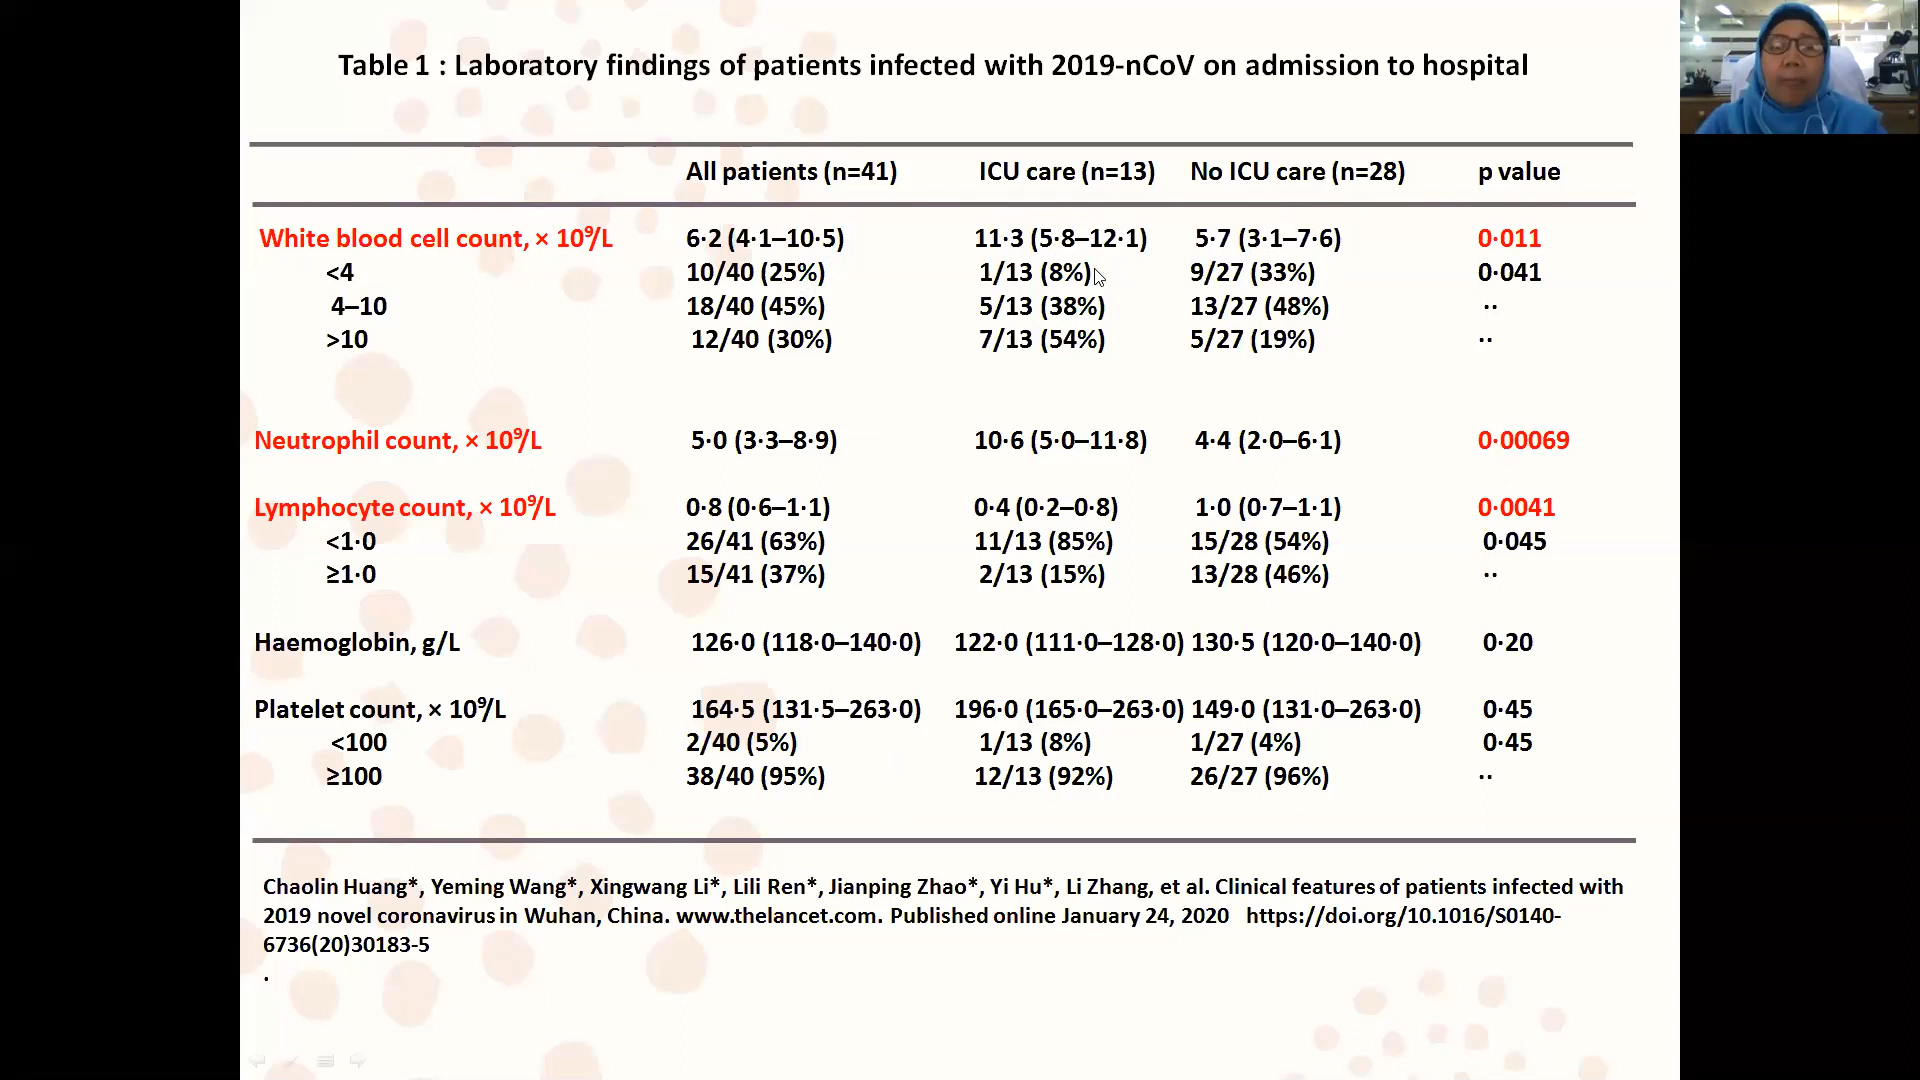 Table 1 : Laboratory findings of patients infected with 2019-nCoV on admission to hospital
All patients (n=41) ICU care (n=13) No ICU care (n=28) p value
White blood cell count, × 10⁹/L 6·2 (4·1–10·5) 11·3 (5·8–12·1) 5·7 (3·1–7·6) 0·011
<4 10/40 (25%) 1/13 (8%) 9/27 (33%) 0·041
4–10 18/40 (45%) 5/13 (38%) 13/27 (48%) ··
>10 12/40 (30%) 7/13 (54%) 5/27 (19%) ··
Neutrophil count, × 10⁹/L 5·0 (3·3–8·9) 10·6 (5·0–11·8) 4·4 (2·0–6·1) 0·00069
Lymphocyte count, × 10⁹/L 0·8 (0·6–1·1) 0·4 (0·2–0·8) 1·0 (0·7–1·1) 0·0041
<1·0 26/41 (63%) 11/13 (85%) 15/28 (54%) 0·045
≥1·0 15/41 (37%) 2/13 (15%) 13/28 (46%) ··
Haemoglobin, g/L 126·0 (118·0–140·0) 122·0 (111·0–128·0) 130·5 (120·0–140·0) 0·20
Platelet count, × 10⁹/L 164·5 (131·5–263·0) 196·0 (165·0–263·0) 149·0 (131·0–263·0) 0·45
<100 2/40 (5%) 1/13 (8%) 1/27 (4%) 0·45
≥100 38/40 (95%) 12/13 (92%) 26/27 (96%) ··
Chaolin Huang*, Yeming Wang*, Xingwang Li*, Lili Ren*, Jianping Zhao*, Yi Hu*, Li Zhang, et al. Clinical features of patients infected with
2019 novel coronavirus in Wuhan, China. www.thelancet.com. Published online January 24, 2020 https://doi.org/10.1016/S0140-
6736(20)30183-5
.